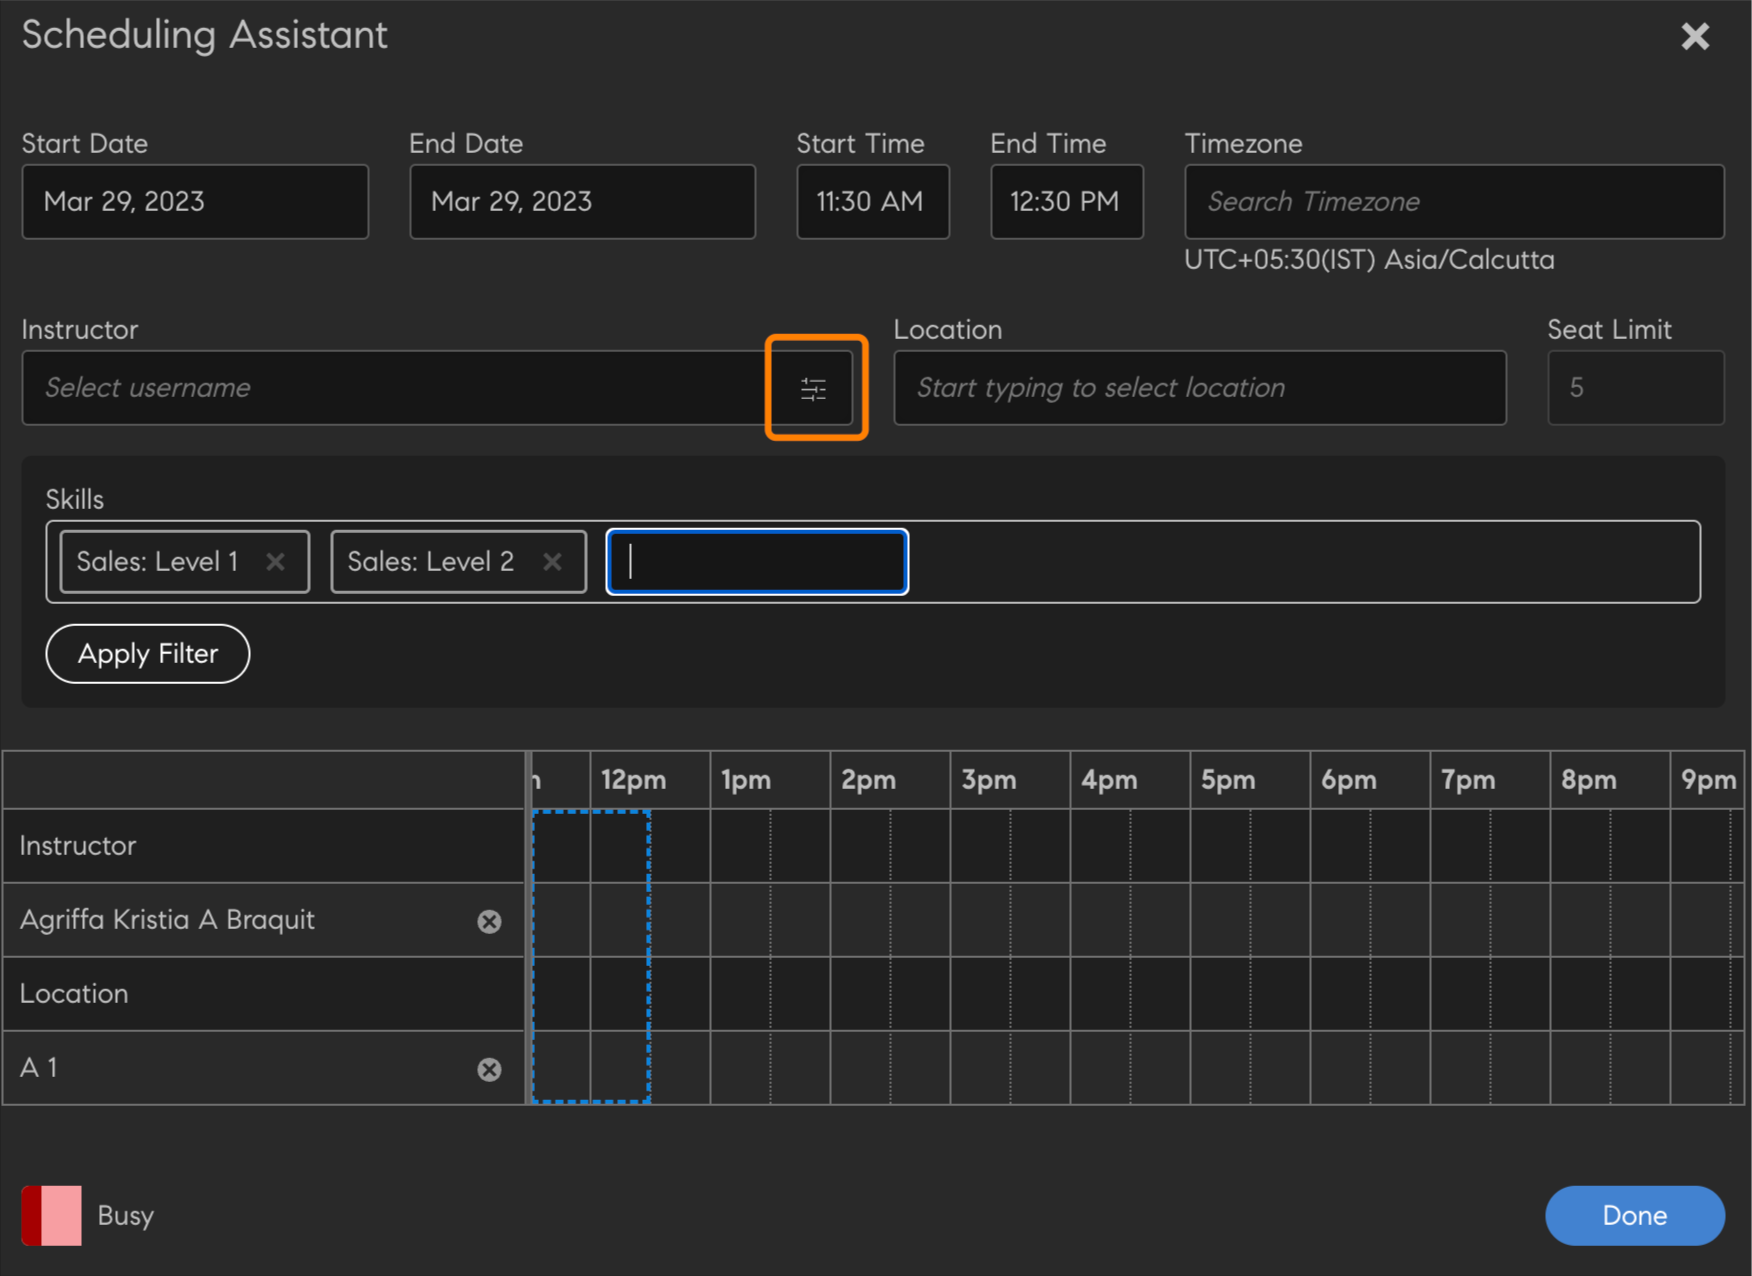 Scheduling Assistant
Start Date
End Date
Start Time
End Time
Timezone
Mar 29, 2023
Mar 29, 2023
11:30 AM
12:30 PM
Search Timezone
UTC+05:30(IST) Asia/Calcutta
Instructor
Location
Seat Limit
Select username
Start typing to select location
5
Skills
Sales: Level 1
Sales: Level 2
Apply Filter
12pm 1pm 2pm 3pm 4pm 5pm 6pm 7pm 8pm 9pm
Instructor
Agriffa Kristia A Braquit
Location
A 1
Busy
Done